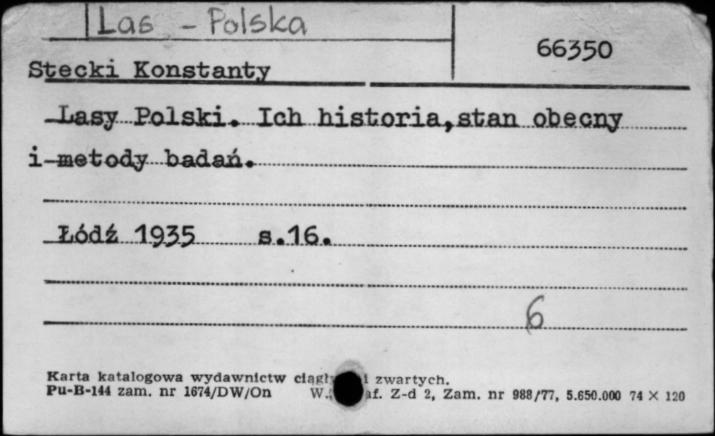 Las - Polska
66350
Stecki Konstanty
Lasy Polski. Ich historia,stan obecny
i metody badań.
Łódź 1935 s.16.
6
Karta katalogowa wydawnictw i zwartych.
Pu-B-144 zam. nr 1674/DW/On Z-d 2, Zam. nr 988/77, 5.650.000 74 × 120